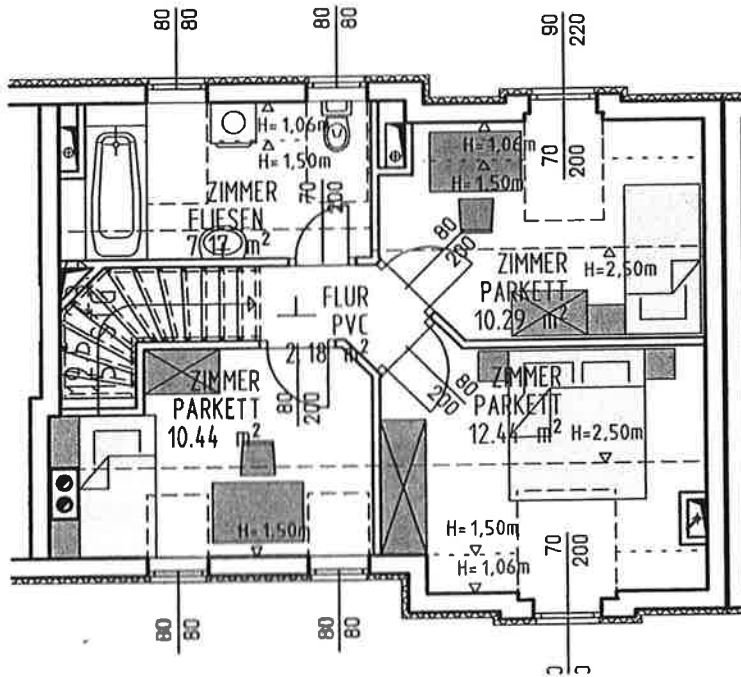 80
80
80
80
90
220
H= 1,06m
H= 1,50m
ZIMMER
FLIESEN
7.17 m²
70
200
H= 1,06m
H= 1,50m
70
200
80
200
ZIMMER
PARKETT
10.29 m²
H=2,50m
FLUR
PVC
2.18 m²
ZIMMER
PARKETT
10.44 m²
80
200
80
200
ZIMMER
PARKETT
12.44 m²
H=2,50m
H= 1,50m
H= 1,50m
H= 1,06m
70
200
80
80
80
80